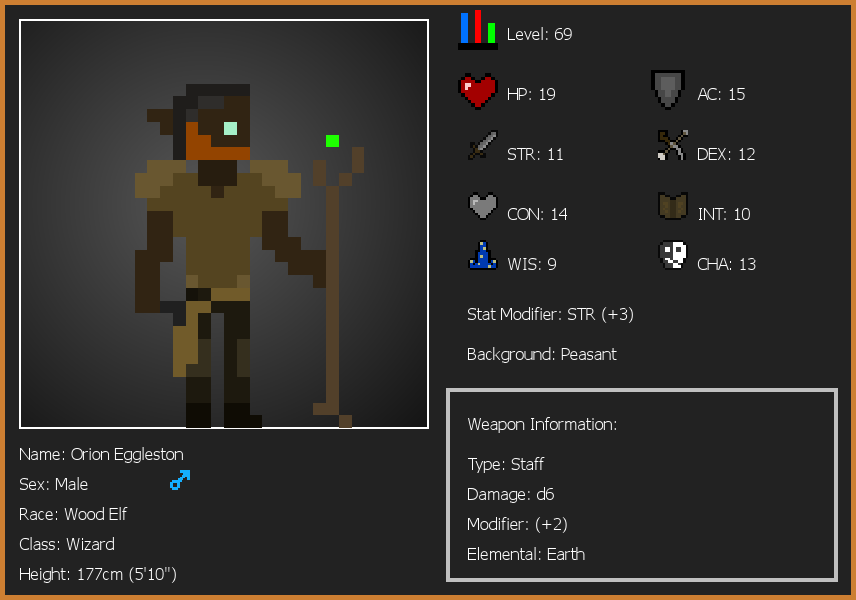 Level: 69
HP: 19
AC: 15
STR: 11
DEX: 12
CON: 14
INT: 10
WIS: 9
CHA: 13
Stat Modifier: STR (+3)
Background: Peasant
Weapon Information:
Type: Staff
Damage: d6
Modifier: (+2)
Elemental: Earth
Name: Orion Eggleston
Sex: Male
Race: Wood Elf
Class: Wizard
Height: 177cm (5'10")